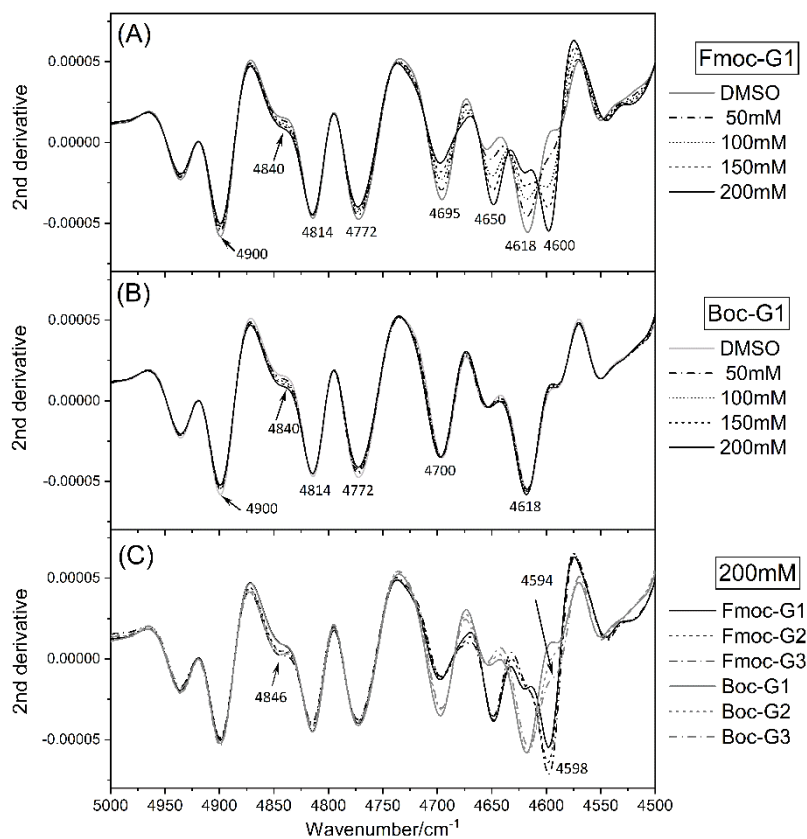 (A)
2nd derivative
0.00005
0.00000
-0.00005
4900
4840
4814
4772
4695
4650
4618
4600
Fmoc-G1
DMSO
50mM
100mM
150mM
200mM
(B)
2nd derivative
0.00005
0.00000
-0.00005
4900
4840
4814
4772
4700
4618
Boc-G1
DMSO
50mM
100mM
150mM
200mM
(C)
2nd derivative
0.00005
0.00000
-0.00005
4846
4594
4598
200mM
Fmoc-G1
Fmoc-G2
Fmoc-G3
Boc-G1
Boc-G2
Boc-G3
5000 4950 4900 4850 4800 4750 4700 4650 4600 4550 4500
Wavenumber/cm⁻¹